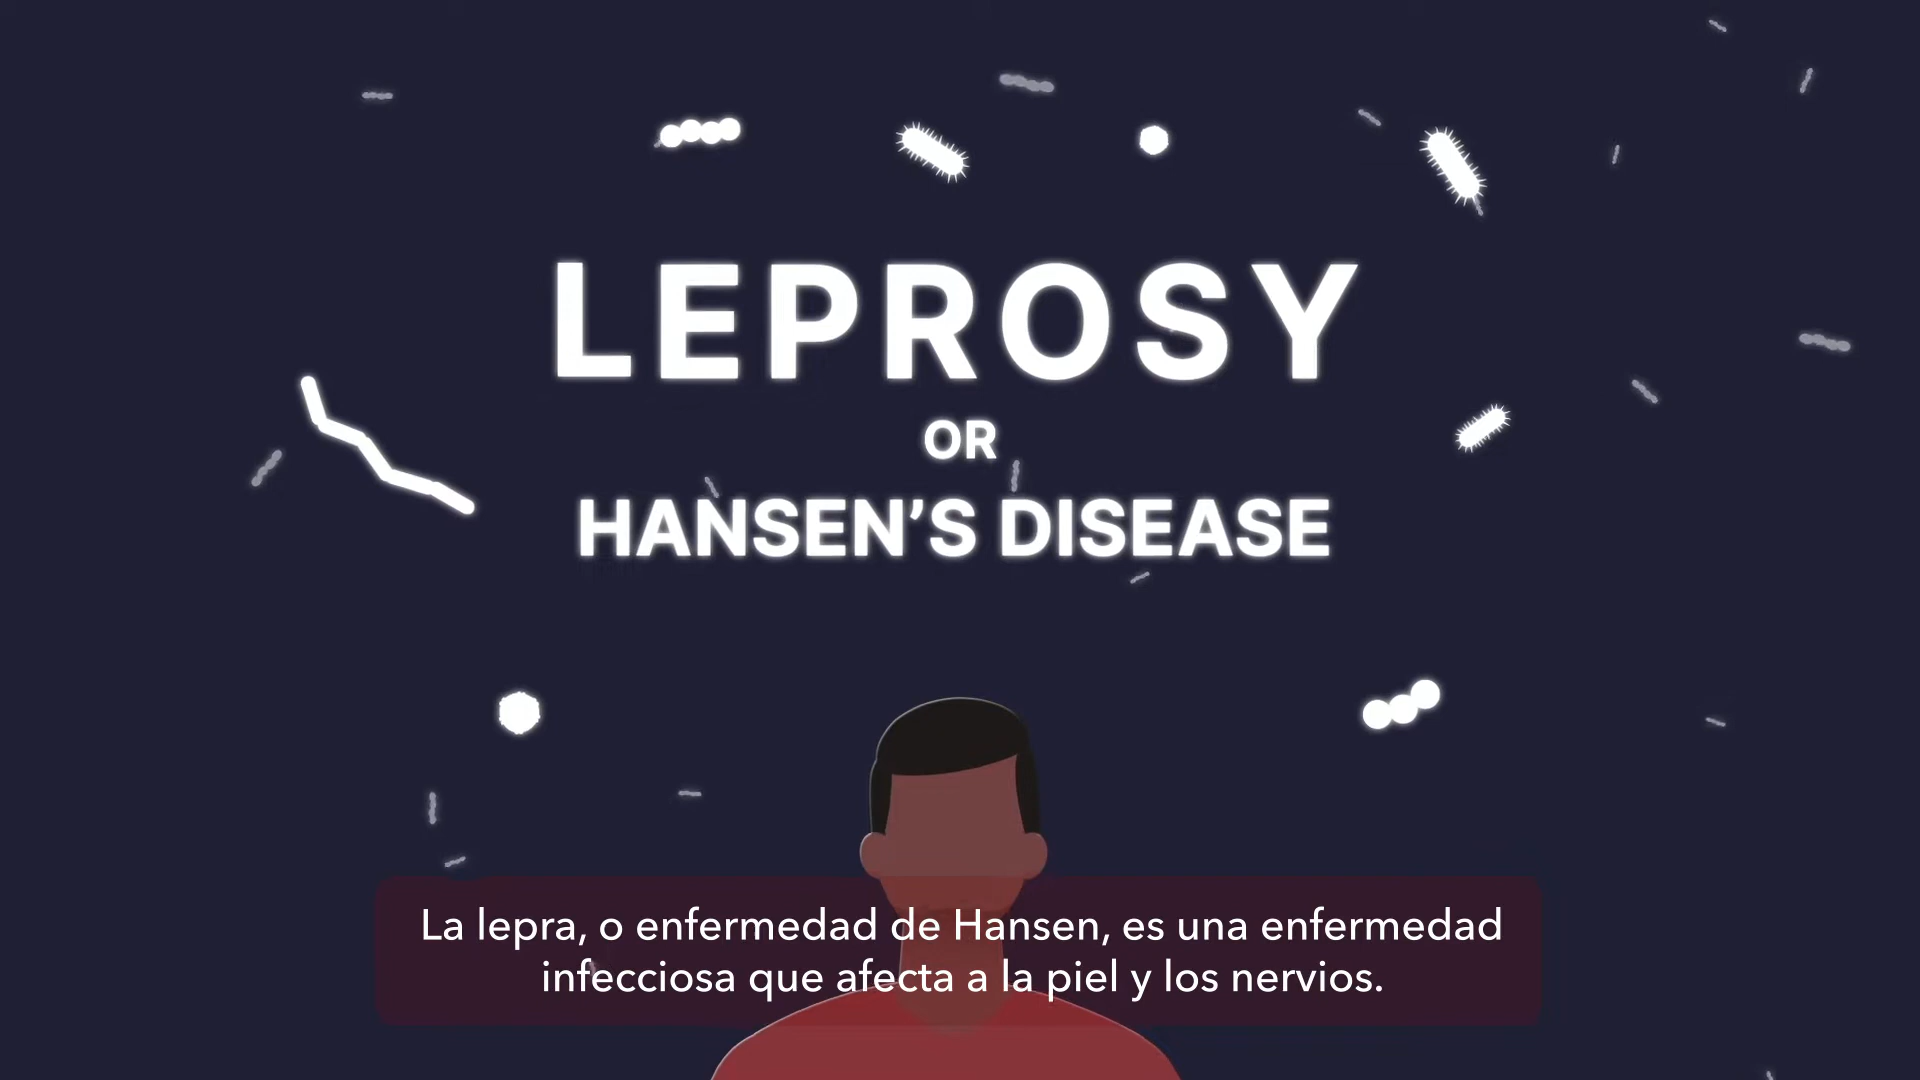 LEPROSY
OR
HANSEN’S DISEASE
La lepra, o enfermedad de Hansen, es una enfermedad
infecciosa que afecta a la piel y los nervios.